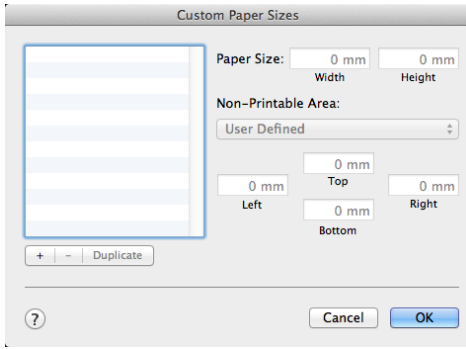 Custom Paper Sizes
Paper Size: 0 mm 0 mm
Width Height
Non-Printable Area:
User Defined
0 mm
Top
0 mm 0 mm
Left Right
0 mm
Bottom
+ - Duplicate
? Cancel OK